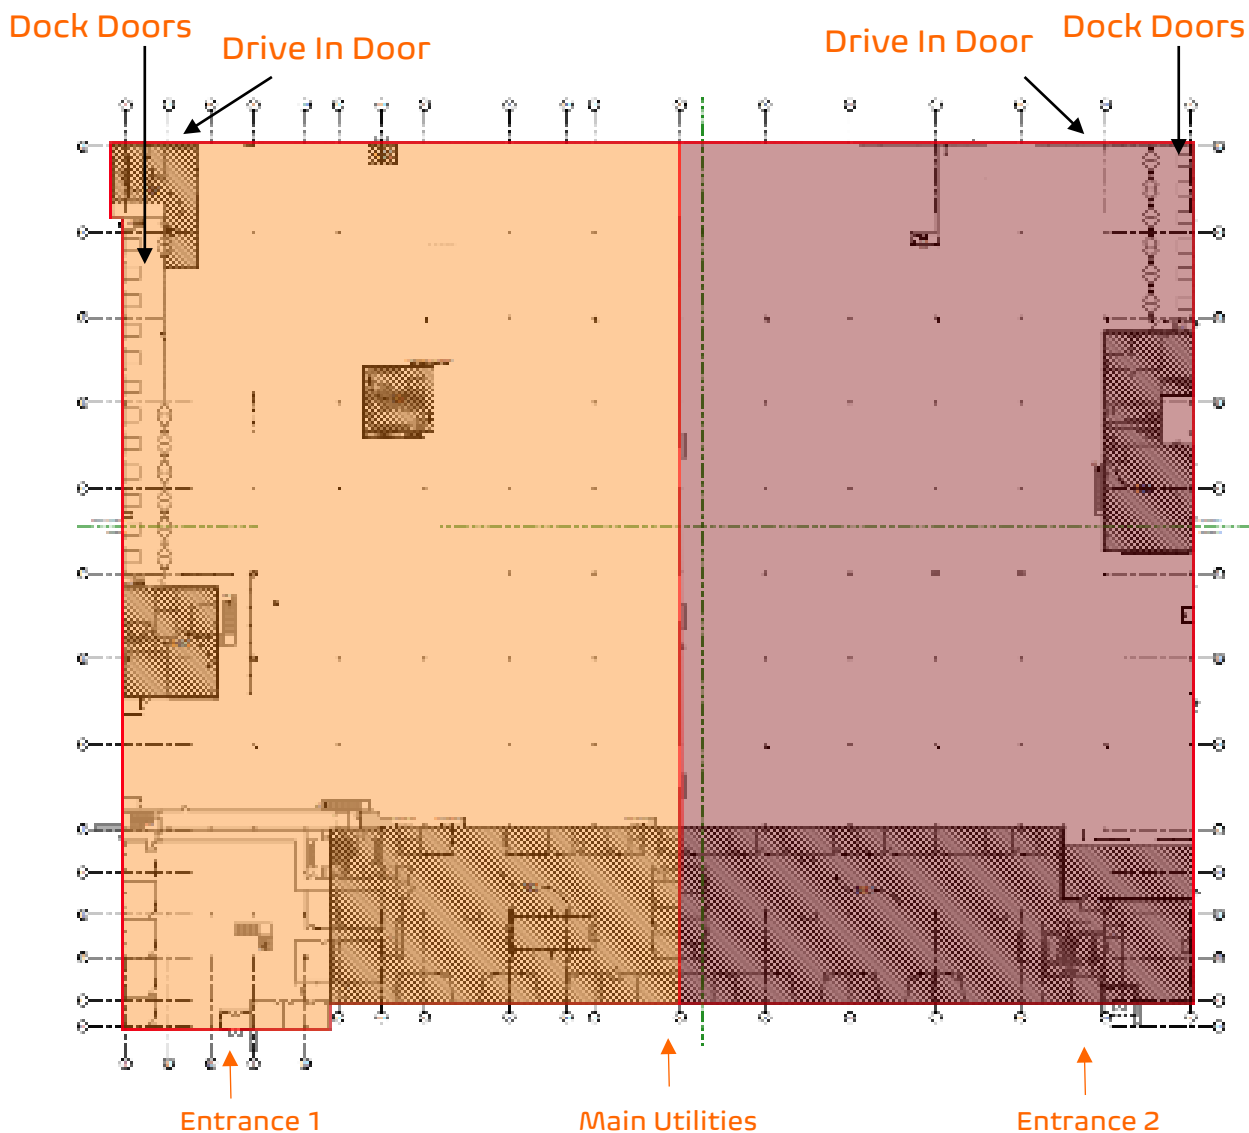 Dock Doors
Drive In Door
Drive In Door
Dock Doors
Entrance 1
Main Utilities
Entrance 2